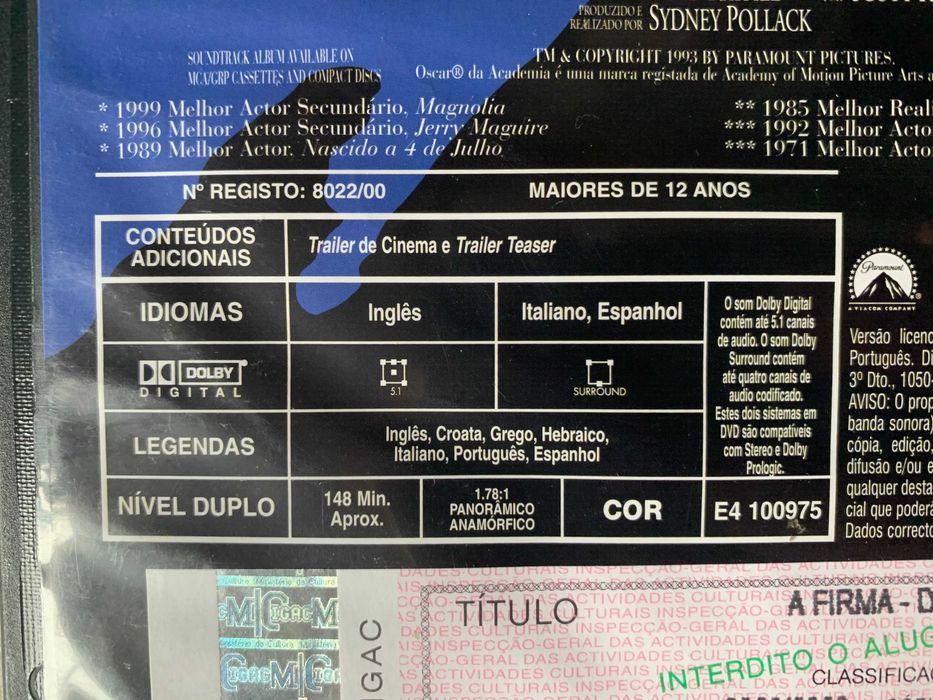 PRODUZIDO E
REALIZADO POR SYDNEY POLLACK
SOUNDTRACK ALBUM AVAILABLE ON
MCA/GRP CASSETTES AND COMPACT DISCS
TM & COPYRIGHT 1993 BY PARAMOUNT PICTURES.
Oscar® da Academia é uma marca registada de Academy of Motion Picture Arts
* 1999 Melhor Actor Secundário, Magnolia
* 1996 Melhor Actor Secundário, Jerry Maguire
* 1989 Melhor Actor, Nascido a 4 de Julho
** 1985 Melhor Reali
*** 1992 Melhor Acto
*** 1971 Melhor Acto
Nº REGISTO: 8022/00
MAIORES DE 12 ANOS
CONTEÚDOS
ADICIONAIS
Trailer de Cinema e Trailer Teaser
IDIOMAS
Inglês
Italiano, Espanhol
O som Dolby Digital
contém até 5.1 canais
de audio. O som Dolby
Surround contém
até quatro canais de
audio codificado.
Estes dois sistemas em
DVD são compatíveis
com Stereo e Dolby
Prologic.
DOLBY
DIGITAL
5.1
SURROUND
LEGENDAS
Inglês, Croata, Grego, Hebraico,
Italiano, Português, Espanhol
NÍVEL DUPLO
148 Min.
Aprox.
1.78:1
PANORÂMICO
ANAMÓRFICO
COR
E4 100975
Paramount
A VIACOM COMPANY
Versão licenc
Português. Di
3º Dto., 1050-
AVISO: O prop
banda sonora)
cópia, edição,
difusão e/ou e
qualquer desta
cial que poderá
Dados correcto
IGAC
TÍTULO
A FIRMA - D
INTERDITO O ALUG
CLASSIFICAÇ